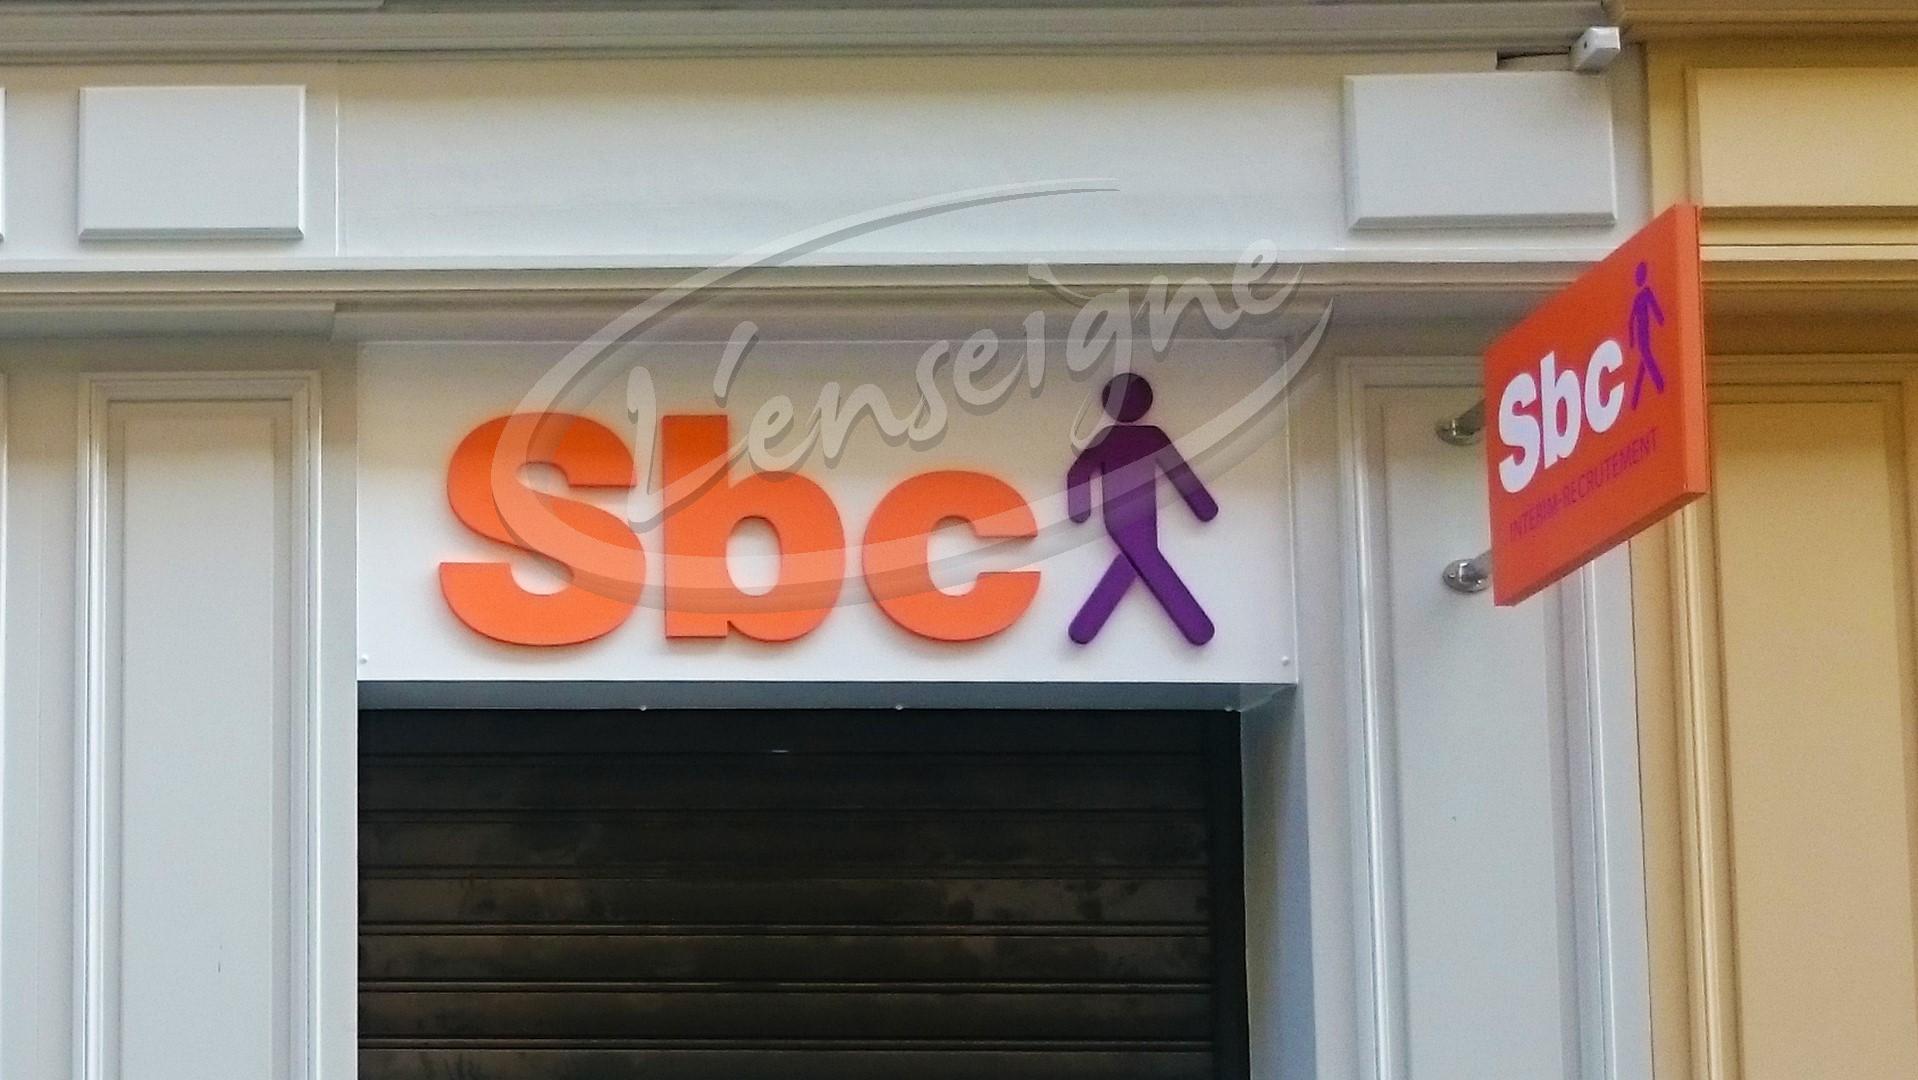 L'enseigne
Sbc
Sbc
INTERIM-RECRUTEMENT